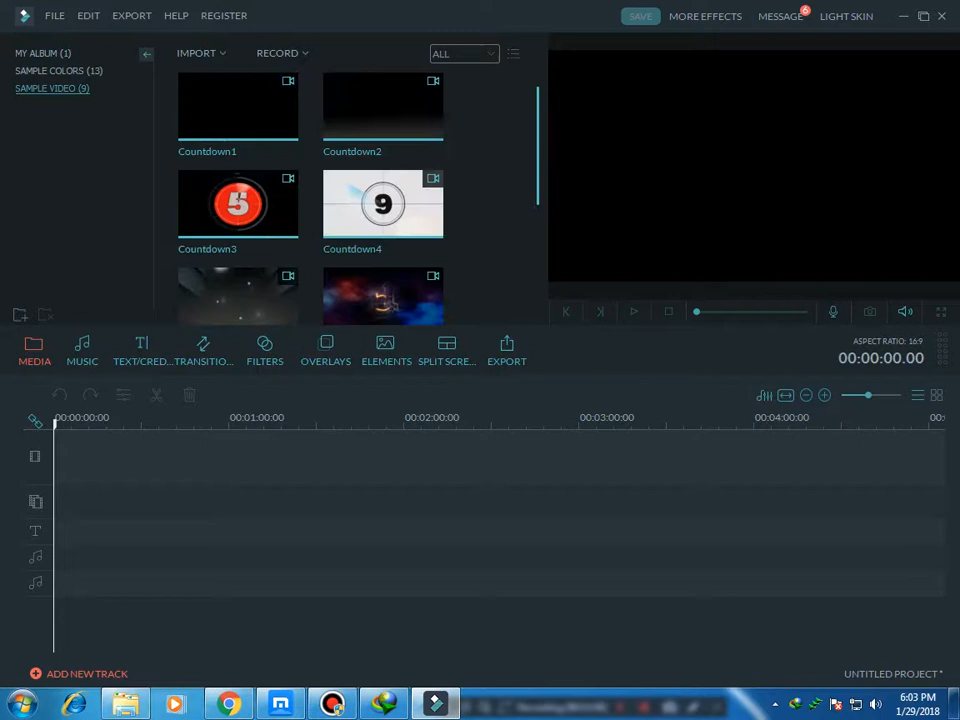 FILE EDIT EXPORT HELP REGISTER SAVE MORE EFFECTS MESSAGE 6 LIGHT SKIN
MY ALBUM (1)
SAMPLE COLORS (13)
SAMPLE VIDEO (9)
IMPORT RECORD ALL
Countdown1 Countdown2
5 9
Countdown3 Countdown4
MEDIA MUSIC TEXT/CRED... TRANSITIO... FILTERS OVERLAYS ELEMENTS SPLIT SCRE... EXPORT
ASPECT RATIO: 16:9
00:00:00.00
00:00:00:00 00:01:00:00 00:02:00:00 00:03:00:00 00:04:00:00 00:0
T
ADD NEW TRACK UNTITLED PROJECT*
6:03 PM
1/29/2018